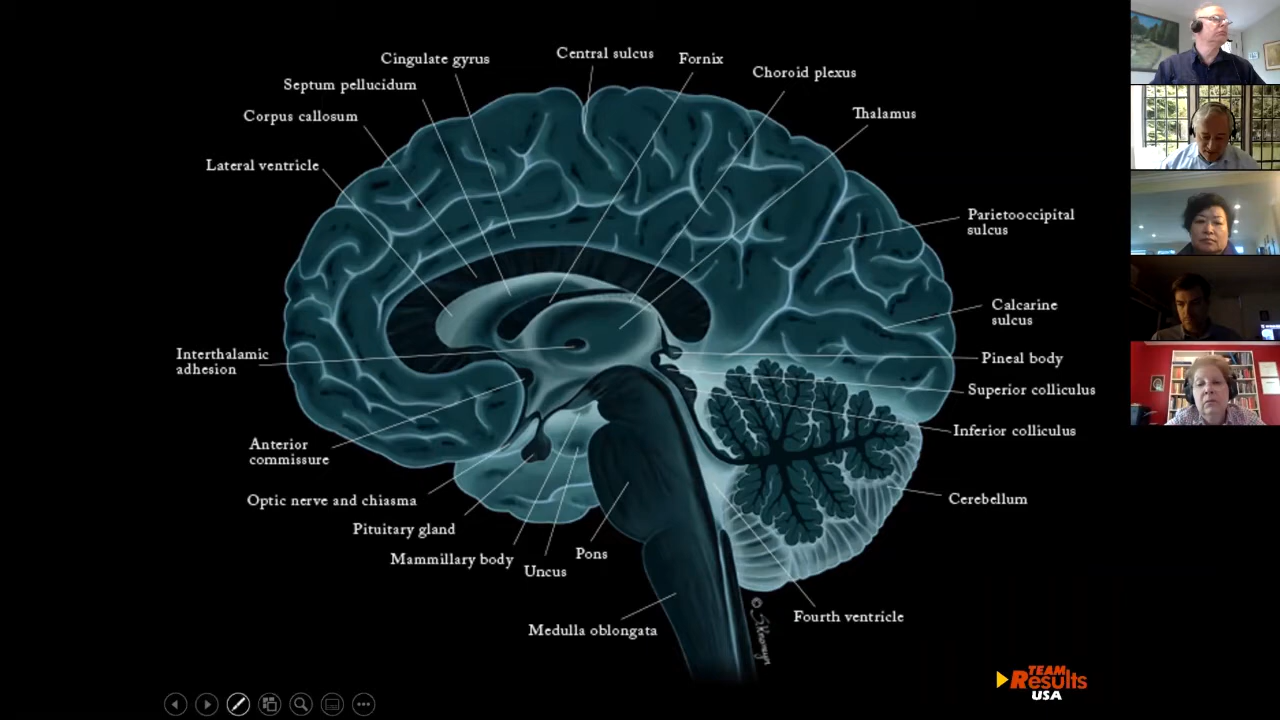 Central sulcus
Cingulate gyrus
Fornix
Choroid plexus
Septum pellucidum
Corpus callosum
Thalamus
Lateral ventricle
Parietooccipital
sulcus
Calcarine
sulcus
Interthalamic
adhesion
Pineal body
Superior colliculus
Inferior colliculus
Anterior
commissure
Optic nerve and chiasma
Cerebellum
Pituitary gland
Mammillary body
Pons
Uncus
Fourth ventricle
Medulla oblongata
©
TEAM
Results
USA